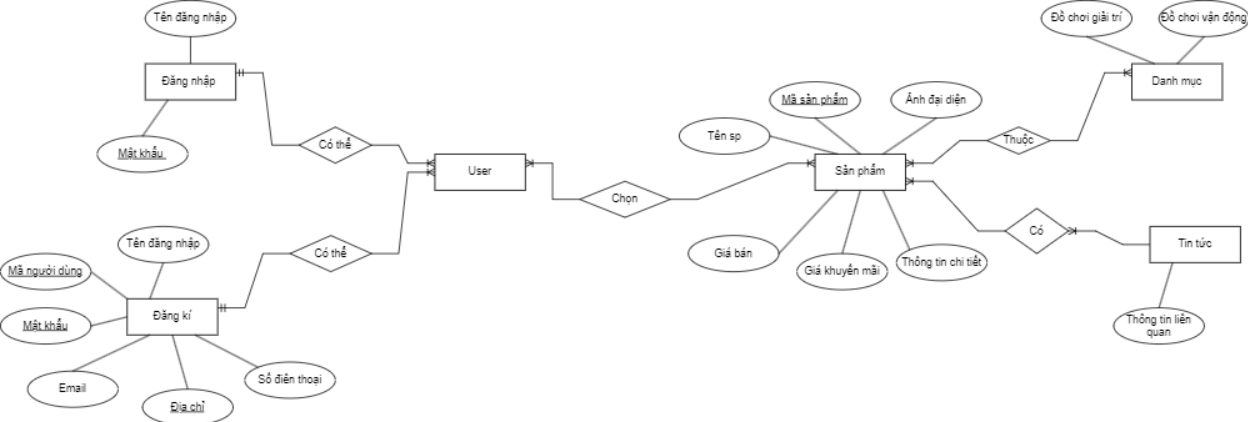 Tên đăng nhập
Đăng nhập
Mật khẩu
Có thể
User
Tên đăng nhập
Mã người dùng
Mật khẩu
Đăng kí
Email
Địa chỉ
Số điện thoại
Có thể
Chọn
Mã sản phẩm
Ảnh đại diện
Tên sp
Sản phẩm
Giá bán
Giá khuyến mãi
Thông tin chi tiết
Thuộc
Đồ chơi giải trí
Đồ chơi vận động
Danh mục
Có
Tin tức
Thông tin liên
quan